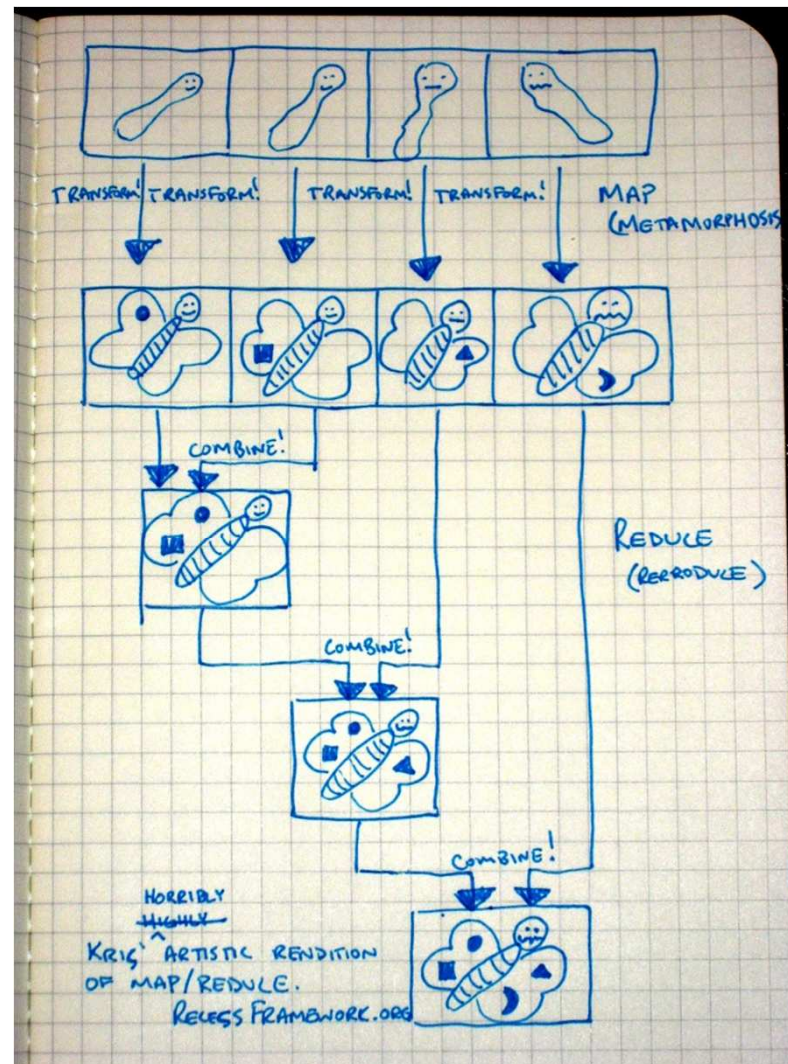 TRANSFORM! TRANSFORM! TRANSFORM! TRANSFORM!
MAP
(METAMORPHOSIS
COMBINE!
REDUCE
(REPRODUCE)
COMBINE!
COMBINE!
HORRIBLY
HIGHLY
KRIS' ^ ARTISTIC RENDITION
OF MAP/REDUCE.
RECESS FRAMEWORK.ORG